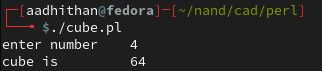 ┌─[aadhithan@fedora]─[~/nand/cad/perl]
└──╼ $./cube.pl
enter number    4
cube is         64